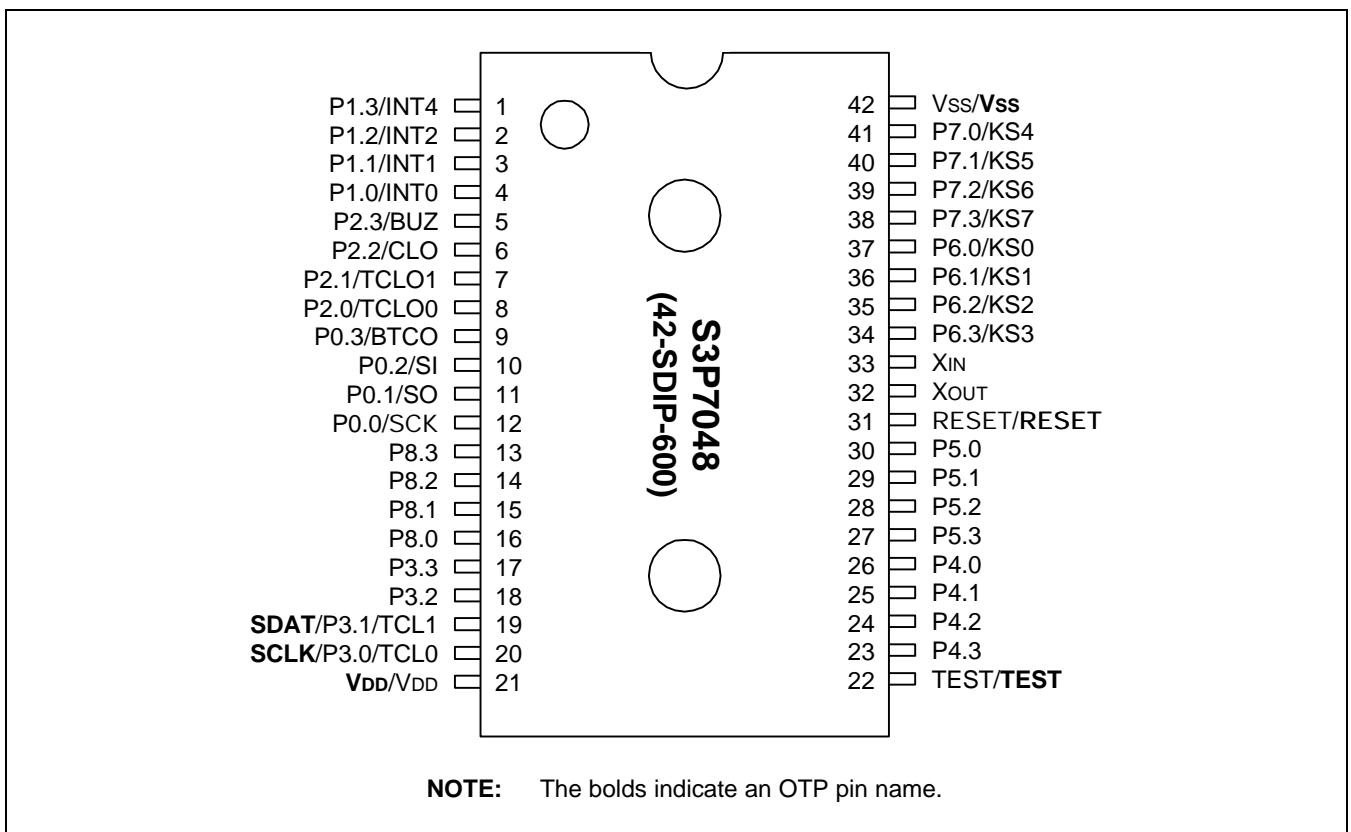 P1.3/INT4 1
P1.2/INT2 2
P1.1/INT1 3
P1.0/INT0 4
P2.3/BUZ 5
P2.2/CLO 6
P2.1/TCLO1 7
P2.0/TCLO0 8
P0.3/BTCO 9
P0.2/SI 10
P0.1/SO 11
P0.0/SCK 12
P8.3 13
P8.2 14
P8.1 15
P8.0 16
P3.3 17
P3.2 18
SDAT/P3.1/TCL1 19
SCLK/P3.0/TCL0 20
VDD/VDD 21
S3P7048
(42-SDIP-600)
42 VSS/VSS
41 P7.0/KS4
40 P7.1/KS5
39 P7.2/KS6
38 P7.3/KS7
37 P6.0/KS0
36 P6.1/KS1
35 P6.2/KS2
34 P6.3/KS3
33 XIN
32 XOUT
31 RESET/RESET
30 P5.0
29 P5.1
28 P5.2
27 P5.3
26 P4.0
25 P4.1
24 P4.2
23 P4.3
22 TEST/TEST
NOTE: The bolds indicate an OTP pin name.